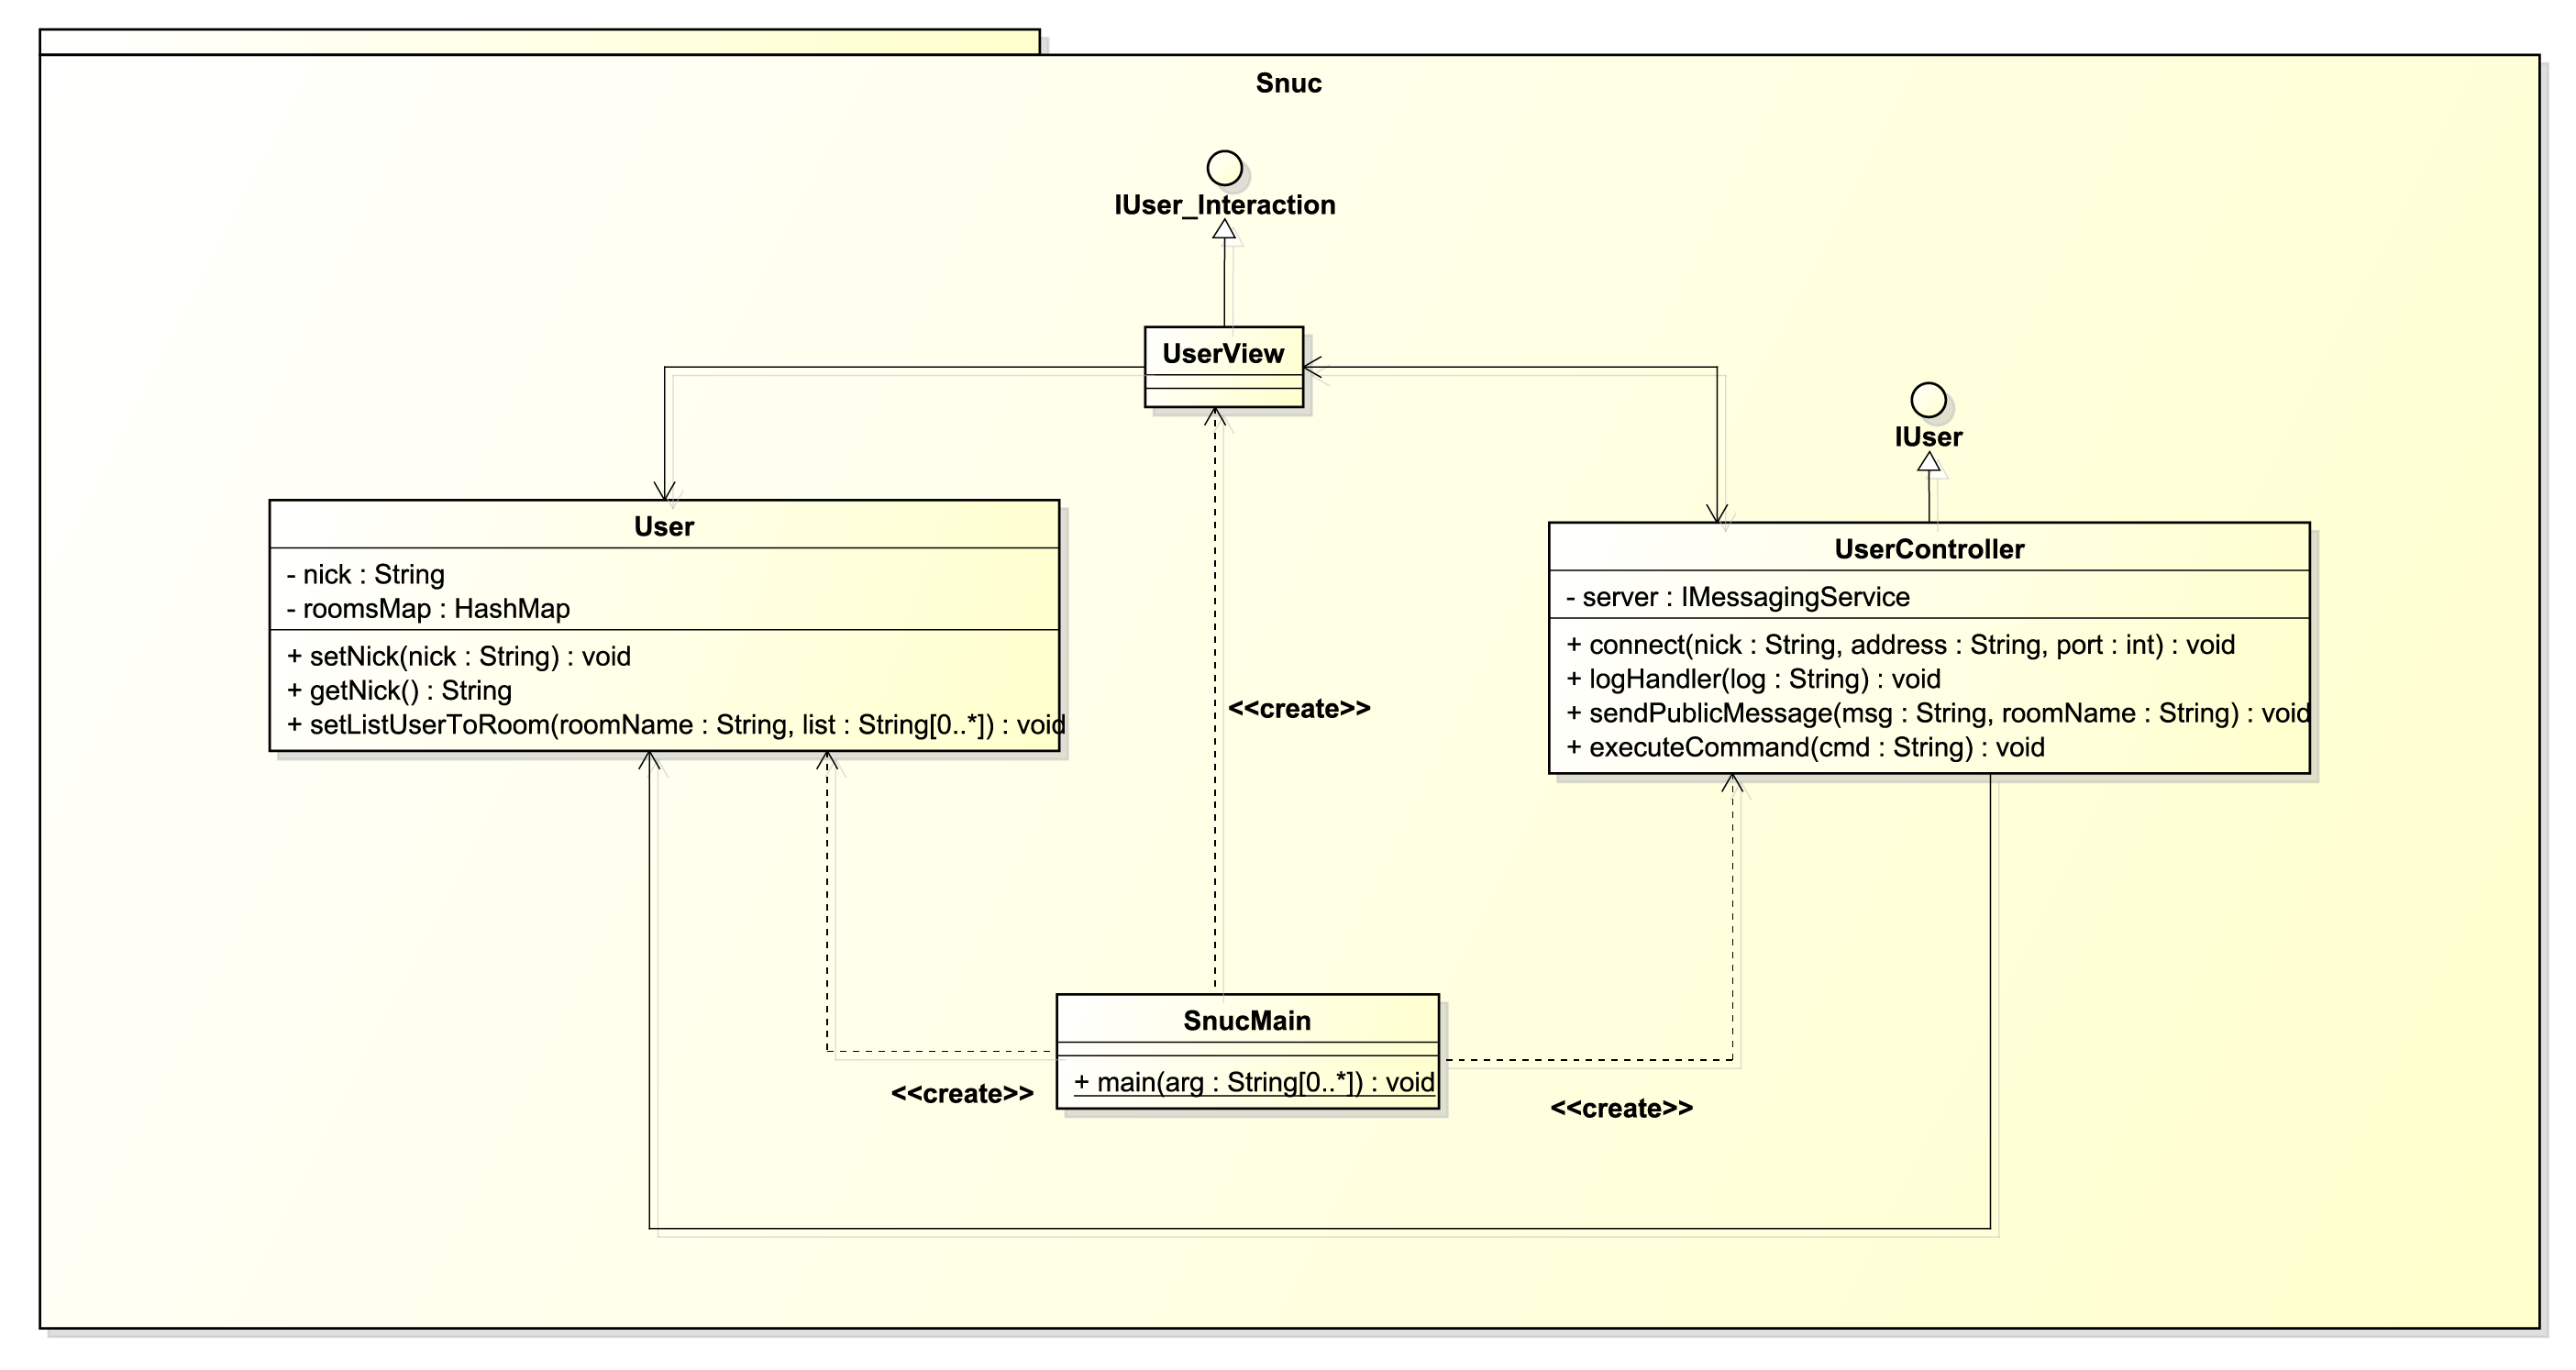 Snuc
IUser_Interaction
UserView
IUser
User
- nick : String
- roomsMap : HashMap
+ setNick(nick : String) : void
+ getNick() : String
+ setListUserToRoom(roomName : String, list : String[0..*]) : void
UserController
- server : IMessagingService
+ connect(nick : String, address : String, port : int) : void
+ logHandler(log : String) : void
+ sendPublicMessage(msg : String, roomName : String) : void
+ executeCommand(cmd : String) : void
<<create>>
SnucMain
+ main(arg : String[0..*]) : void
<<create>>
<<create>>